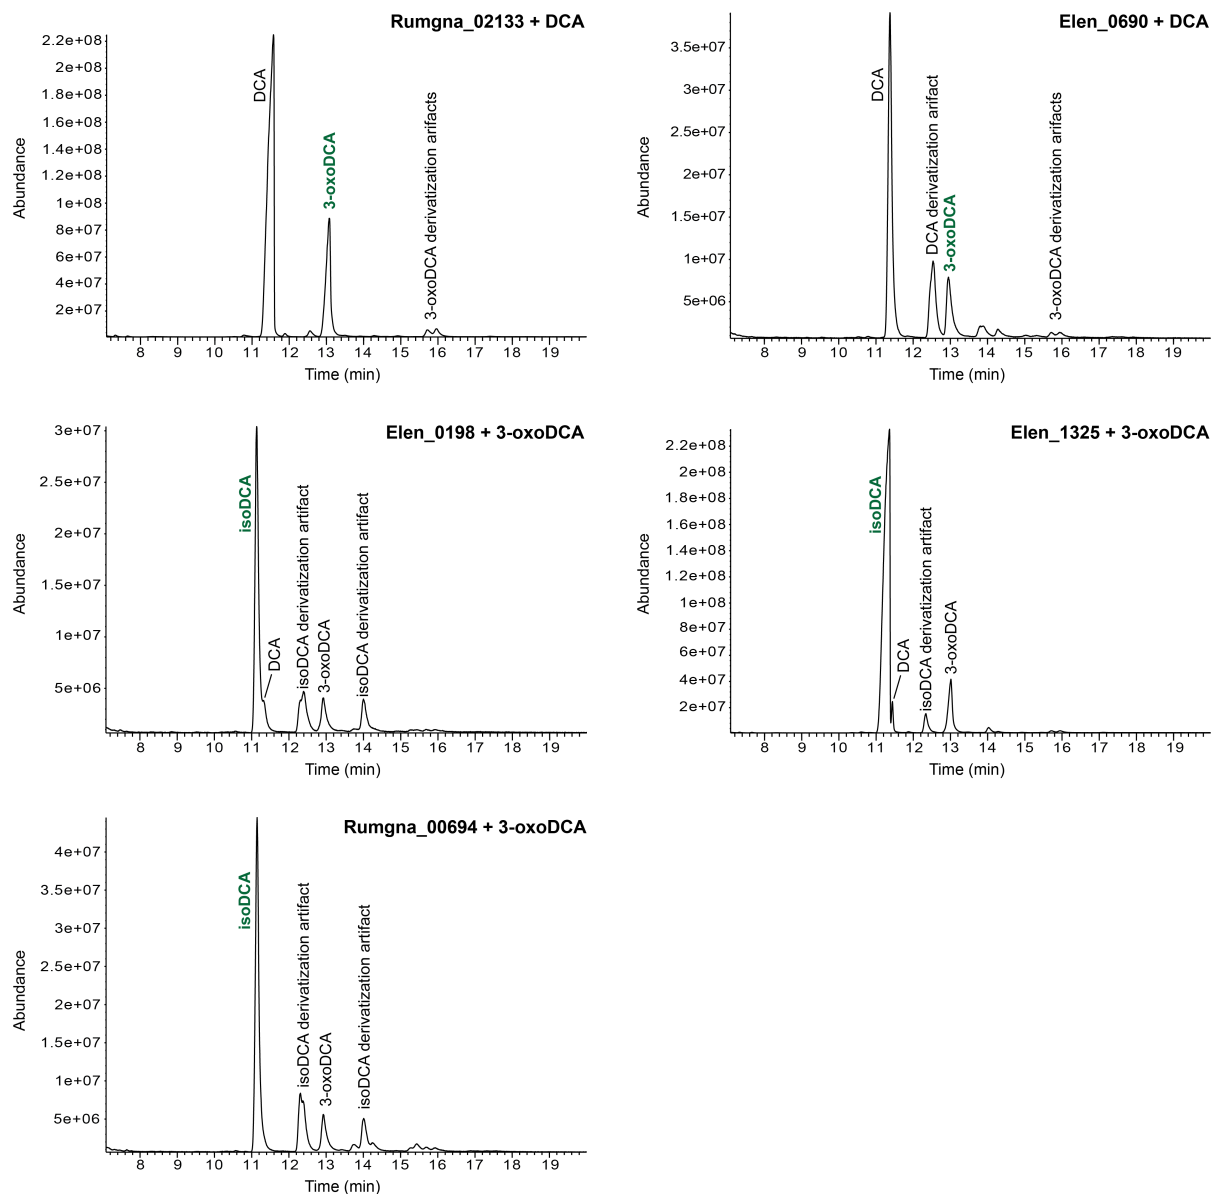 Rumgna_02133 + DCA
2.2e+08
2e+08
1.8e+08
1.6e+08
1.4e+08
1.2e+08
1e+08
8e+07
6e+07
4e+07
2e+07
Abundance
DCA
3-oxoDCA
3-oxoDCA derivatization arifacts
8 9 10 11 12 13 14 15 16 17 18 19
Time (min)
Elen_0690 + DCA
3.5e+07
3e+07
2.5e+07
2e+07
1.5e+07
1e+07
5e+06
Abundance
DCA
DCA derivatization arifact
3-oxoDCA
3-oxoDCA derivatization arifacts
8 9 10 11 12 13 14 15 16 17 18 19
Time (min)
Elen_0198 + 3-oxoDCA
3e+07
2.5e+07
2e+07
1.5e+07
1e+07
5e+06
Abundance
isoDCA
DCA
isoDCA derivitization artifact
3-oxoDCA
isoDCA derivitization artifact
8 9 10 11 12 13 14 15 16 17 18 19
Time (min)
Elen_1325 + 3-oxoDCA
2.2e+08
2e+08
1.8e+08
1.6e+08
1.4e+08
1.2e+08
1e+08
8e+07
6e+07
4e+07
2e+07
Abundance
isoDCA
DCA
isoDCA derivitization artifact
3-oxoDCA
8 9 10 11 12 13 14 15 16 17 18 19
Time (min)
Rumgna_00694 + 3-oxoDCA
4e+07
3.5e+07
3e+07
2.5e+07
2e+07
1.5e+07
1e+07
5e+06
Abundance
isoDCA
isoDCA derivitization artifact
3-oxoDCA
isoDCA derivitization artifact
8 9 10 11 12 13 14 15 16 17 18 19
Time (min)